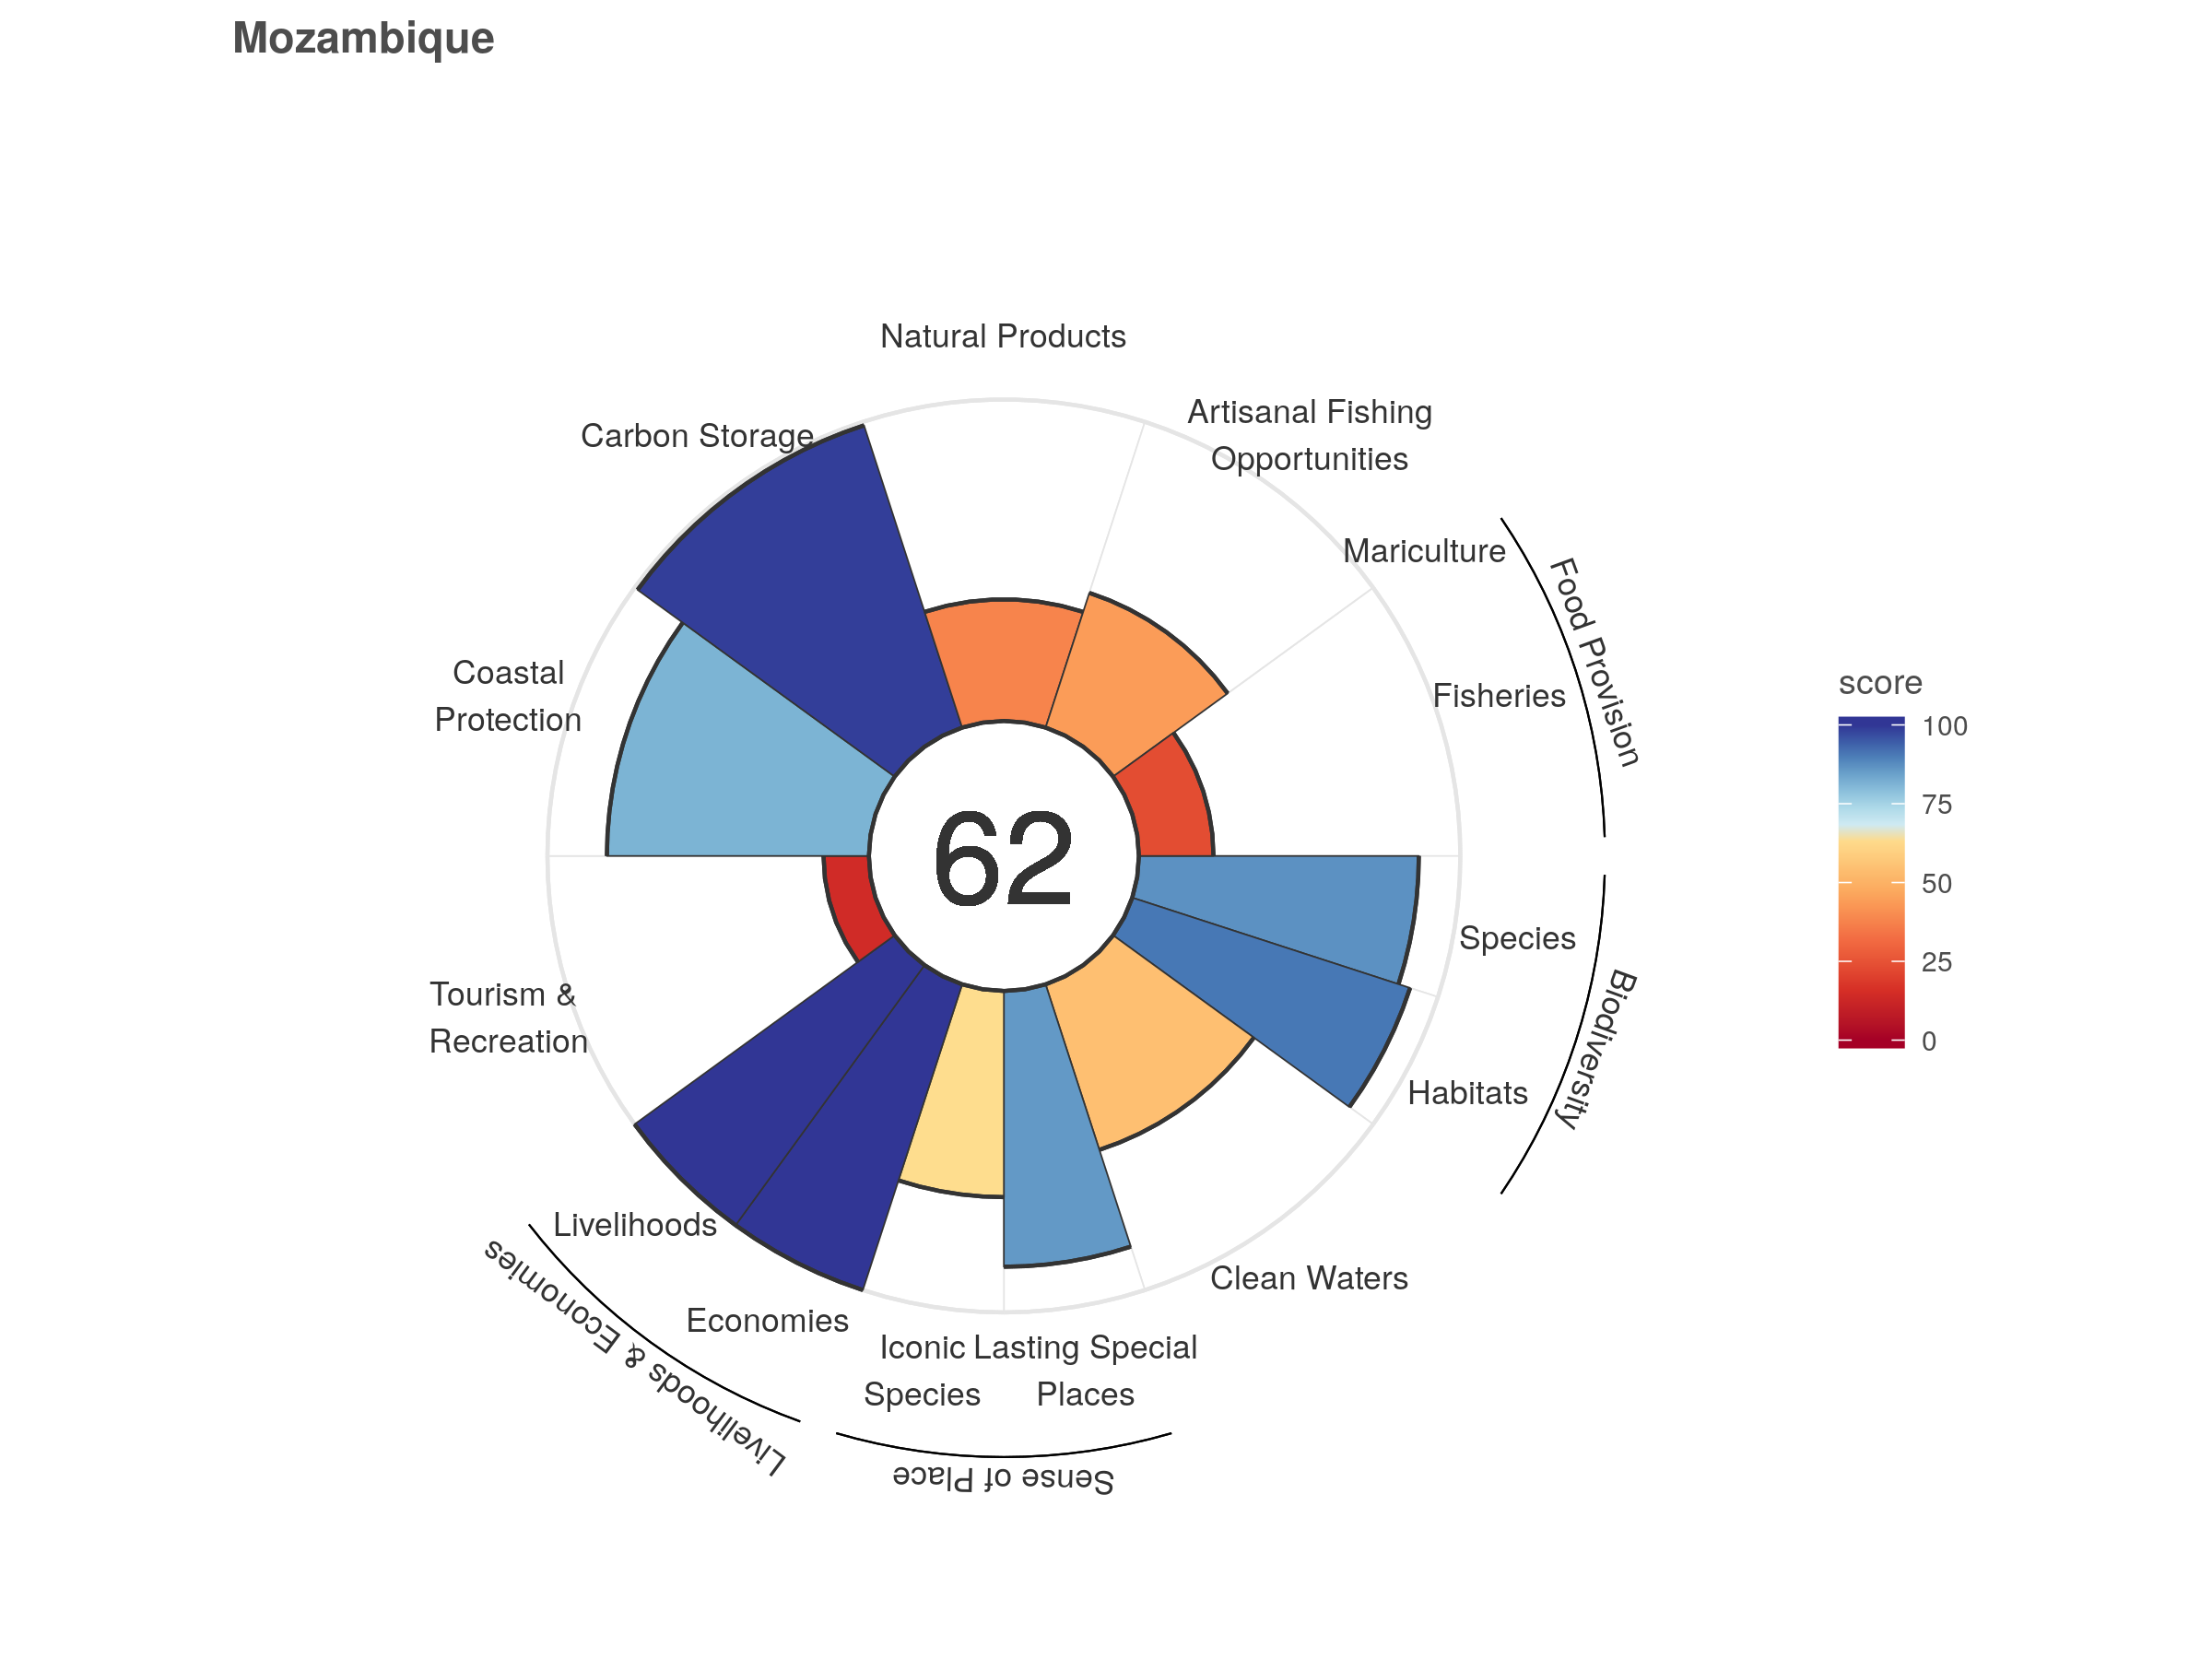 Mozambique
Natural Products
Artisanal Fishing
Opportunities
Carbon Storage
Mariculture
Food Provision
Fisheries
Coastal
Protection
score
100
75
50
25
0
62
Species
Biodiversity
Tourism &
Recreation
Habitats
Livelihoods
Clean Waters
Economies
Livelihoods & Economies
Iconic
Species
Lasting Special
Places
Sense of Place